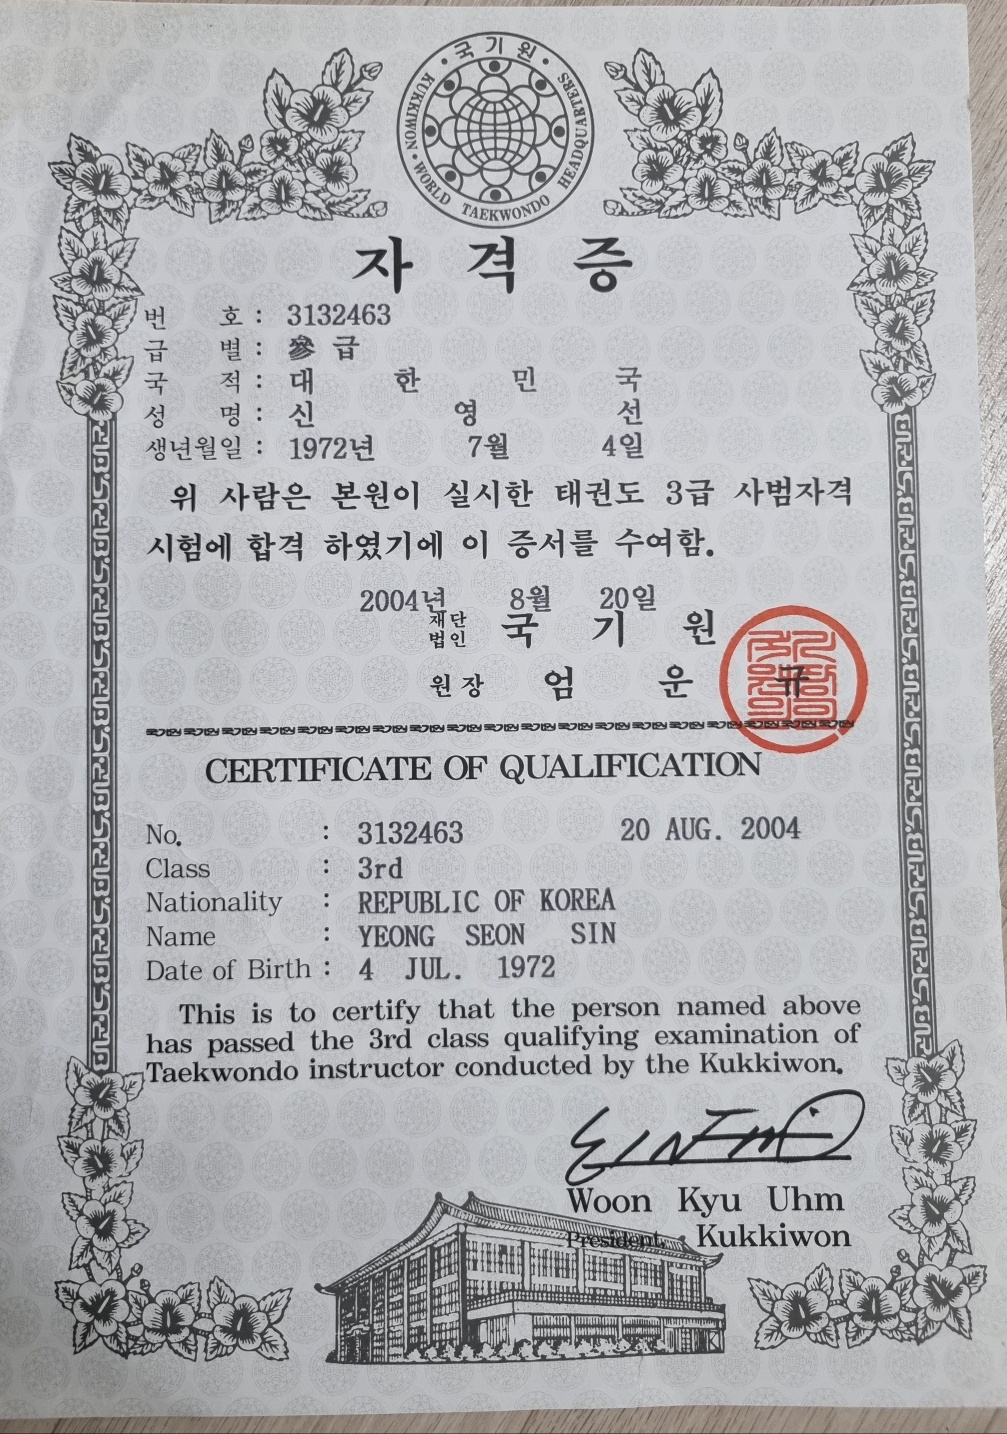 국기원
KUKKIWON • WORLD TAEKWONDO HEADQUARTERS
자격증
번 호 : 3132463
급 별 : 參 급
국 적 : 대 한 민 국
성 명 : 신 영 선
생년월일 : 1972년 7월 4일
위 사람은 본원이 실시한 태권도 3급 사범자격
시험에 합격 하였기에 이 증서를 수여함.
2004년 8월 20일
재단법인 국 기 원
원장 엄 운 규
CERTIFICATE OF QUALIFICATION
No. : 3132463 20 AUG. 2004
Class : 3rd
Nationality : REPUBLIC OF KOREA
Name : YEONG SEON SIN
Date of Birth : 4 JUL. 1972
This is to certify that the person named above
has passed the 3rd class qualifying examination of
Taekwondo instructor conducted by the Kukkiwon.
Woon Kyu Uhm
President, Kukkiwon